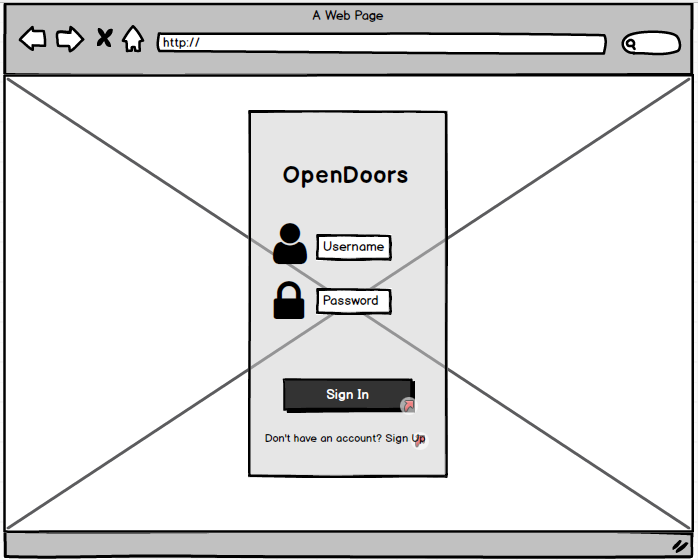 A Web Page
http://
OpenDoors
Username
Password
Sign In
Don't have an account? Sign Up